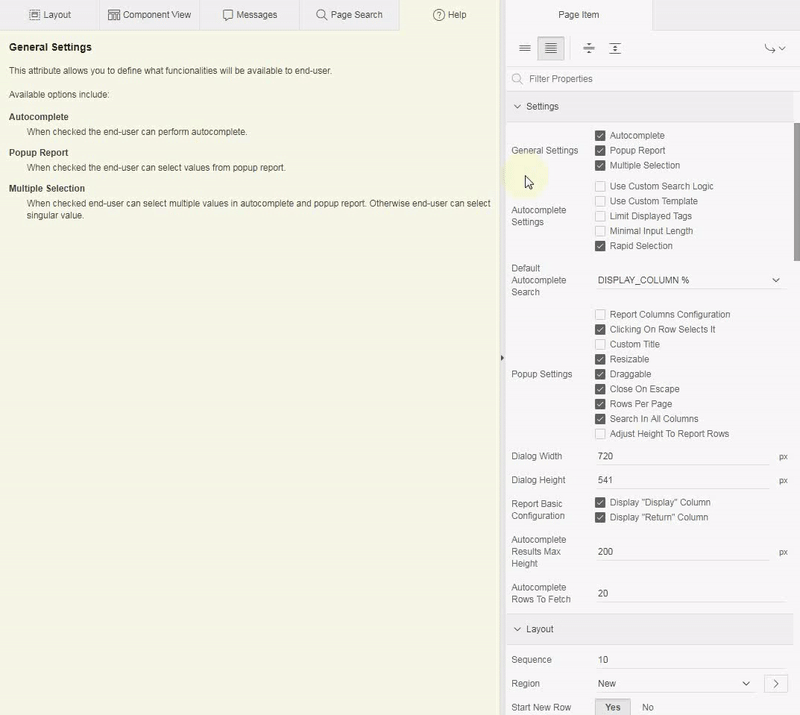 Layout
Component View
Messages
Page Search
Help
General Settings
This attribute allows you to define what funcionalities will be available to end-user.
Available options include:
Autocomplete
When checked the end-user can perform autocomplete.
Popup Report
When checked the end-user can select values from popup report.
Multiple Selection
When checked end-user can select multiple values in autocomplete and popup report. Otherwise end-user can select
singular value.
Page Item
Filter Properties
Settings
General Settings
Autocomplete
Popup Report
Multiple Selection
Autocomplete
Settings
Use Custom Search Logic
Use Custom Template
Limit Displayed Tags
Minimal Input Length
Rapid Selection
Default
Autocomplete
Search
DISPLAY_COLUMN %
Popup Settings
Report Columns Configuration
Clicking On Row Selects It
Custom Title
Resizable
Draggable
Close On Escape
Rows Per Page
Search In All Columns
Adjust Height To Report Rows
Dialog Width
720
px
Dialog Height
541
px
Report Basic
Configuration
Display "Display" Column
Display "Return" Column
Autocomplete
Results Max
Height
200
px
Autocomplete
Rows To Fetch
20
Layout
Sequence
10
Region
New
Start New Row
Yes
No